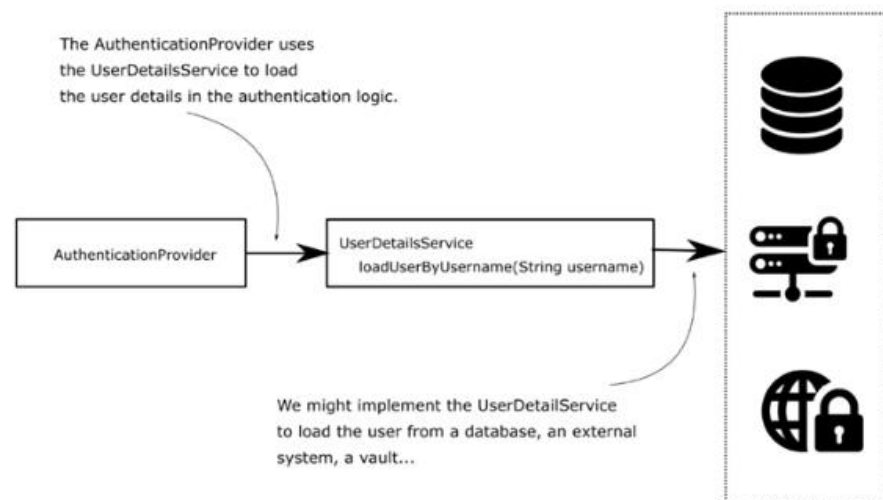 The AuthenticationProvider uses
the UserDetailsService to load
the user details in the authentication logic.
AuthenticationProvider
UserDetailsService
loadUserByUsername(String username)
We might implement the UserDetailService
to load the user from a database, an external
system, a vault...